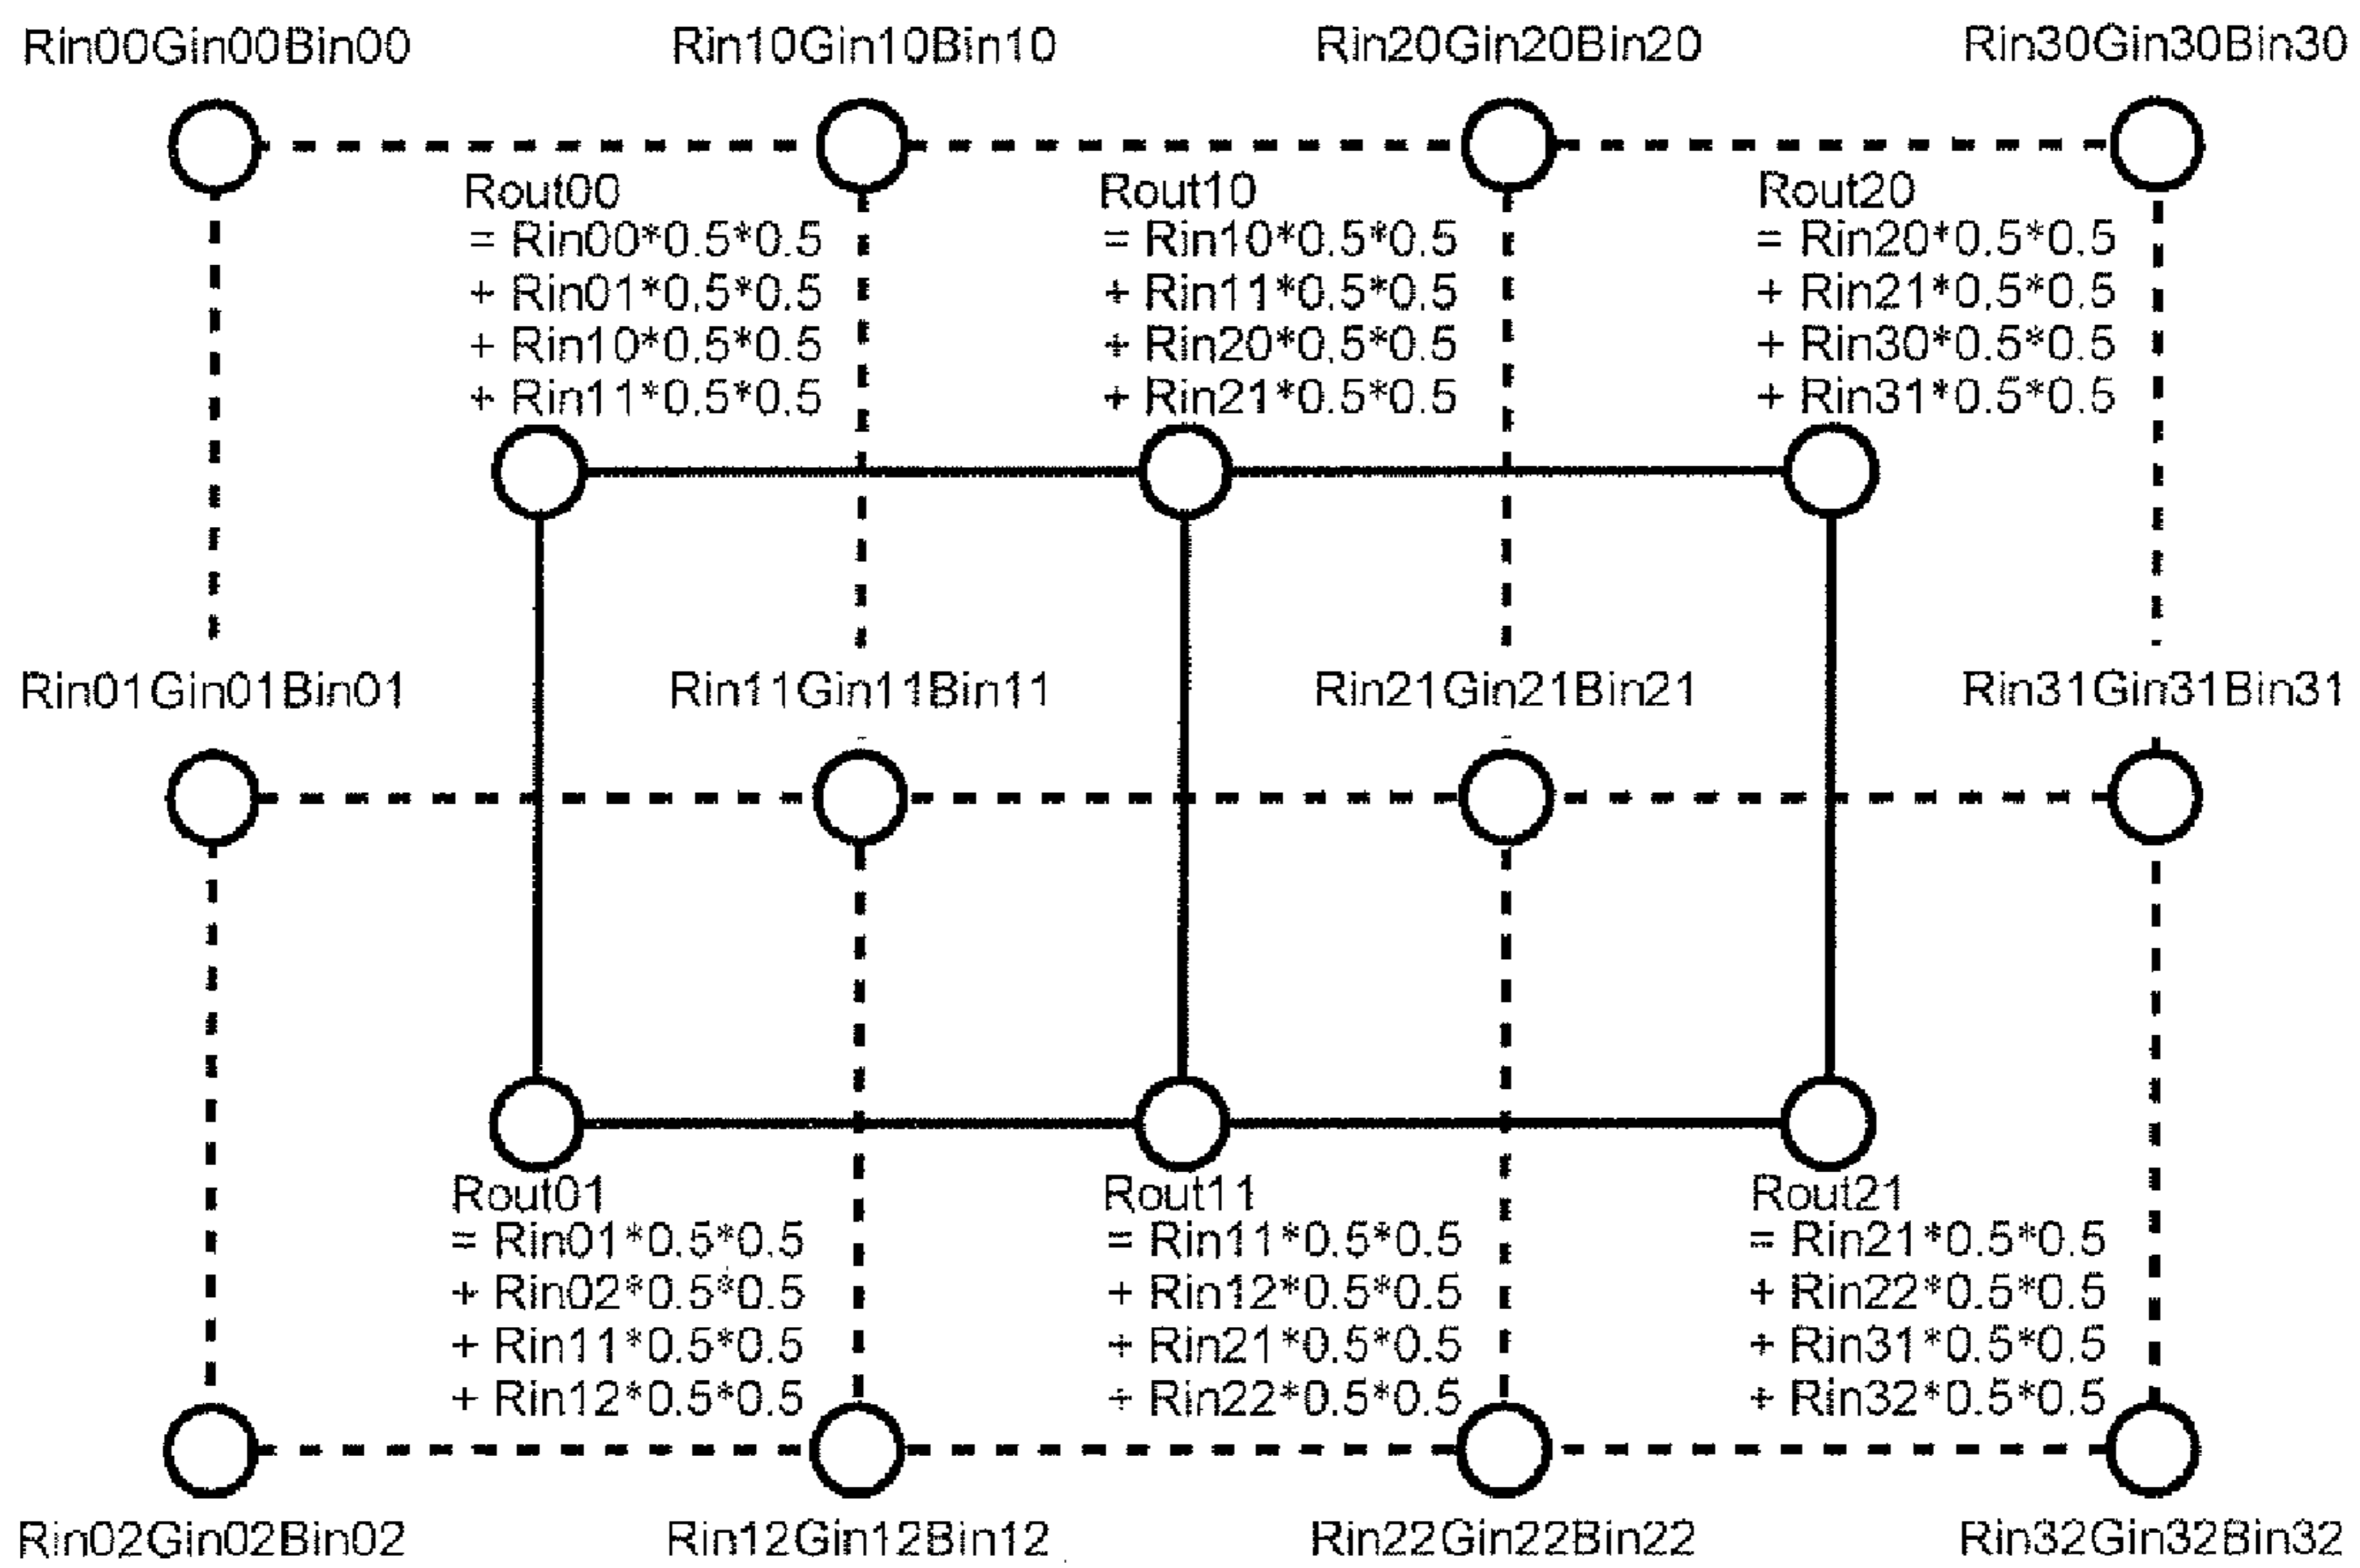 Rin00Gin00Bin00
Rin10Gin10Bin10
Rin20Gin20Bin20
Rin30Gin30Bin30
Rout00
= Rin00*0.5*0.5
+ Rin01*0.5*0.5
+ Rin10*0.5*0.5
+ Rin11*0.5*0.5
Rout10
= Rin10*0.5*0.5
+ Rin11*0.5*0.5
+ Rin20*0.5*0.5
+ Rin21*0.5*0.5
Rout20
= Rin20*0.5*0.5
+ Rin21*0.5*0.5
+ Rin30*0.5*0.5
+ Rin31*0.5*0.5
Rin01Gin01Bin01
Rin11Gin11Bin11
Rin21Gin21Bin21
Rin31Gin31Bin31
Rout01
= Rin01*0.5*0.5
+ Rin02*0.5*0.5
+ Rin11*0.5*0.5
+ Rin12*0.5*0.5
Rout11
= Rin11*0.5*0.5
+ Rin12*0.5*0.5
+ Rin21*0.5*0.5
+ Rin22*0.5*0.5
Rout21
= Rin21*0.5*0.5
+ Rin22*0.5*0.5
+ Rin31*0.5*0.5
+ Rin32*0.5*0.5
Rin02Gin02Bin02
Rin12Gin12Bin12
Rin22Gin22Bin22
Rin32Gin32Bin32